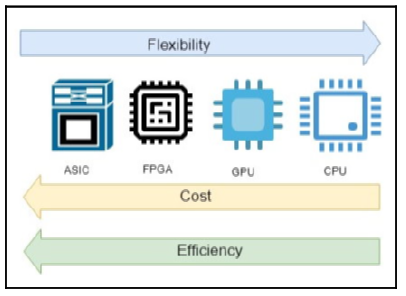 Flexibility
ASIC FPGA GPU CPU
Cost
Efficiency